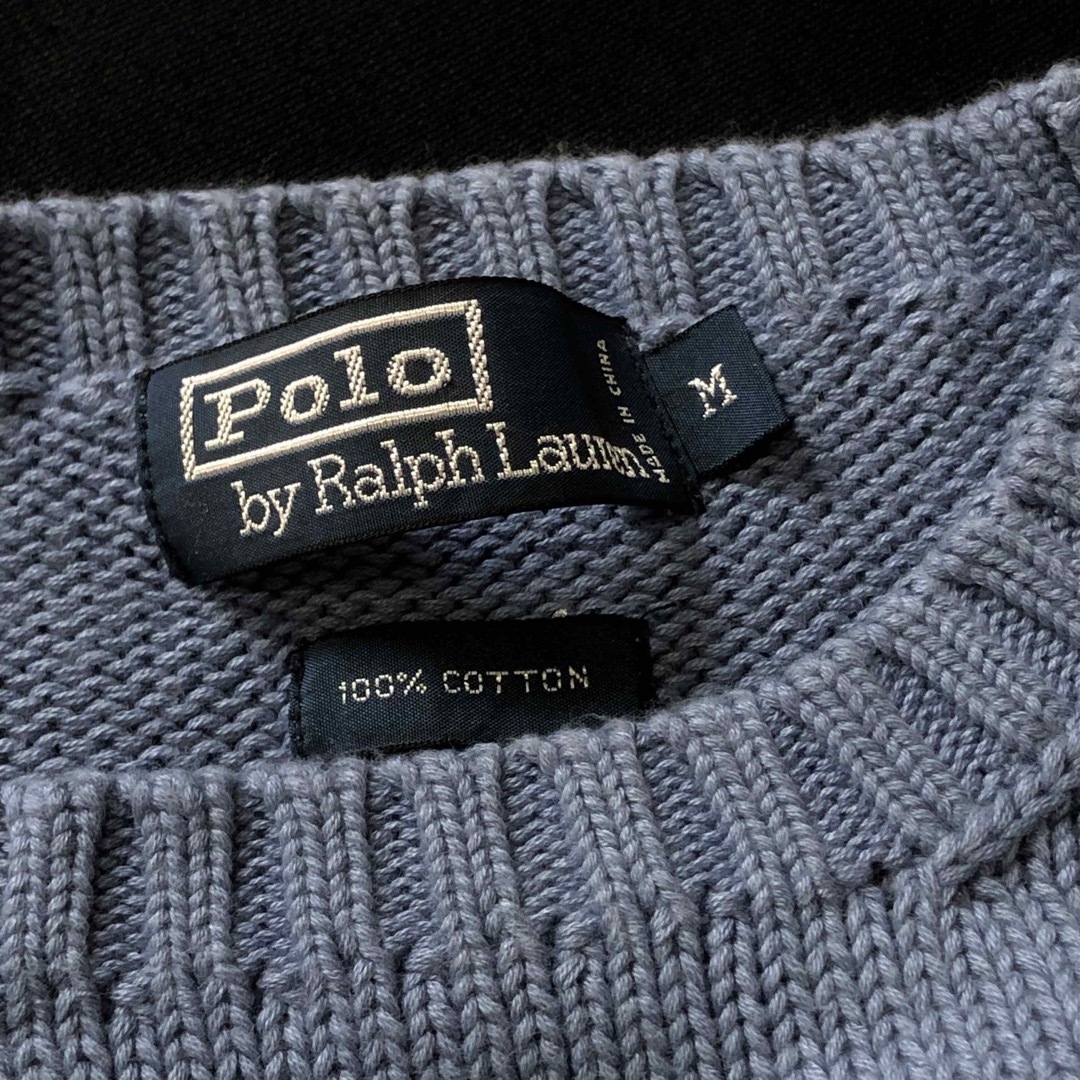 Polo
by Ralph Lauren
MADE IN CHINA
M
100% COTTON